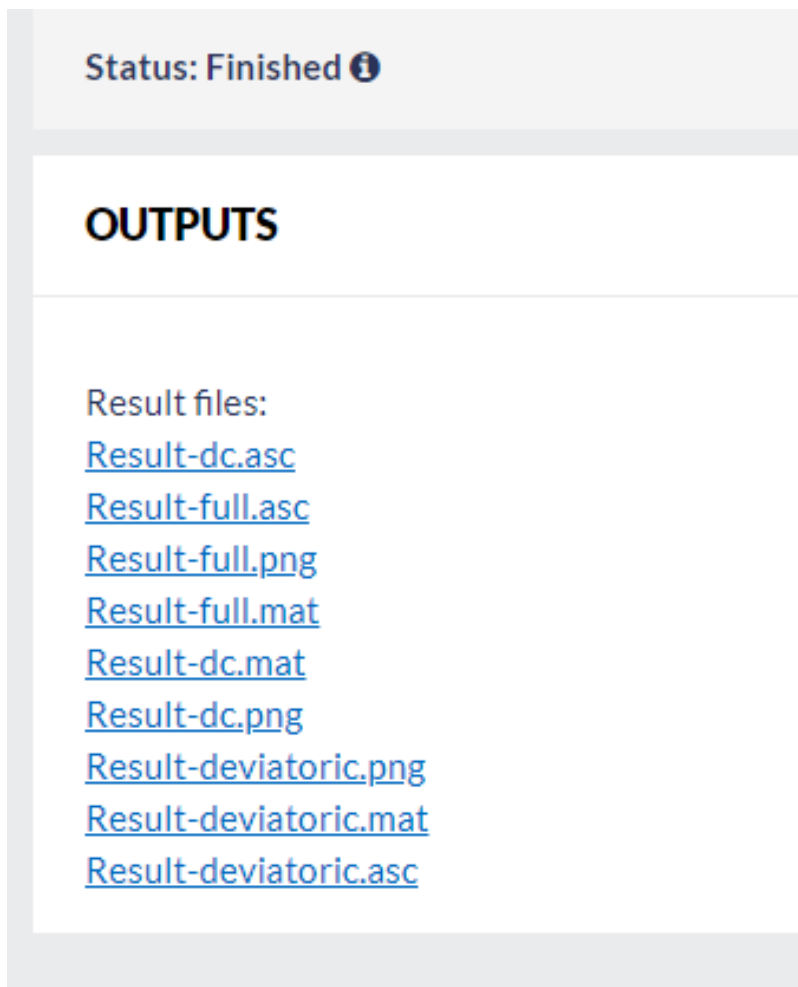 Status: Finished
OUTPUTS
Result files:
Result-dc.asc
Result-full.asc
Result-full.png
Result-full.mat
Result-dc.mat
Result-dc.png
Result-deviatoric.png
Result-deviatoric.mat
Result-deviatoric.asc